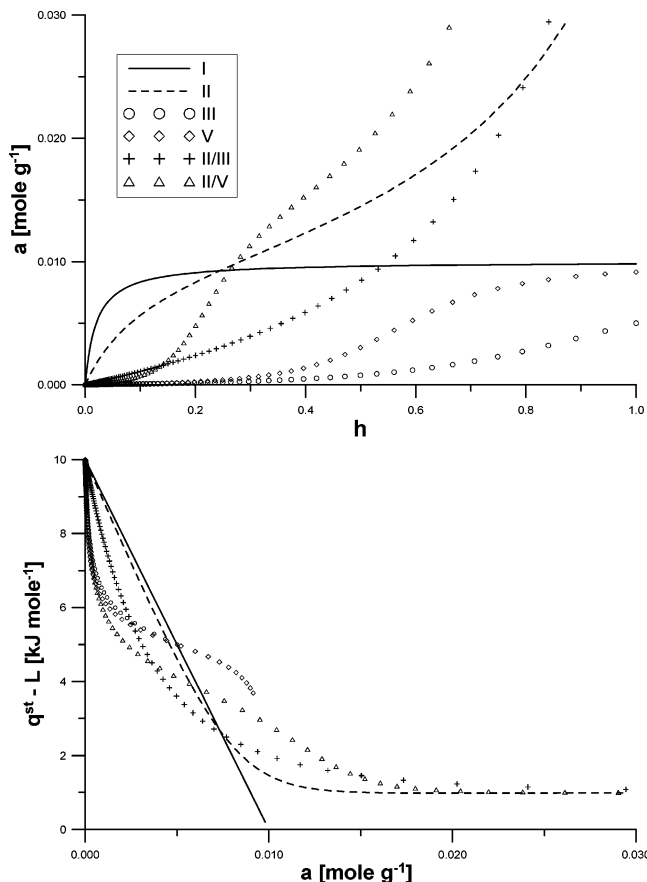 0.030
0.020
0.010
0.000
a [mole g⁻¹]
I
II
III
V
II/III
II/V
0.0 0.2 0.4 0.6 0.8 1.0
h
10
8
6
4
2
0
qˢᵗ - L [kJ mole⁻¹]
0.000 0.010 0.020 0.030
a [mole g⁻¹]